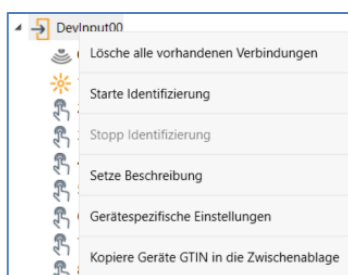 DevInput00
Lösche alle vorhandenen Verbindungen
Starte Identifizierung
Stopp Identifizierung
Setze Beschreibung
Gerätespezifische Einstellungen
Kopiere Geräte GTIN in die Zwischenablage